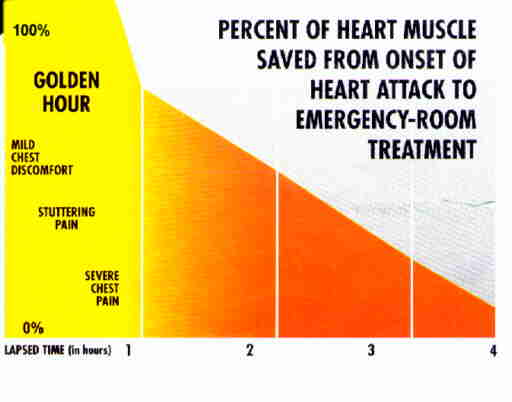 100%
PERCENT OF HEART MUSCLE
SAVED FROM ONSET OF
HEART ATTACK TO
EMERGENCY-ROOM
TREATMENT
GOLDEN
HOUR
MILD
CHEST
DISCOMFORT
STUTTERING
PAIN
SEVERE
CHEST
PAIN
0%
LAPSED TIME (in hours) 1 2 3 4